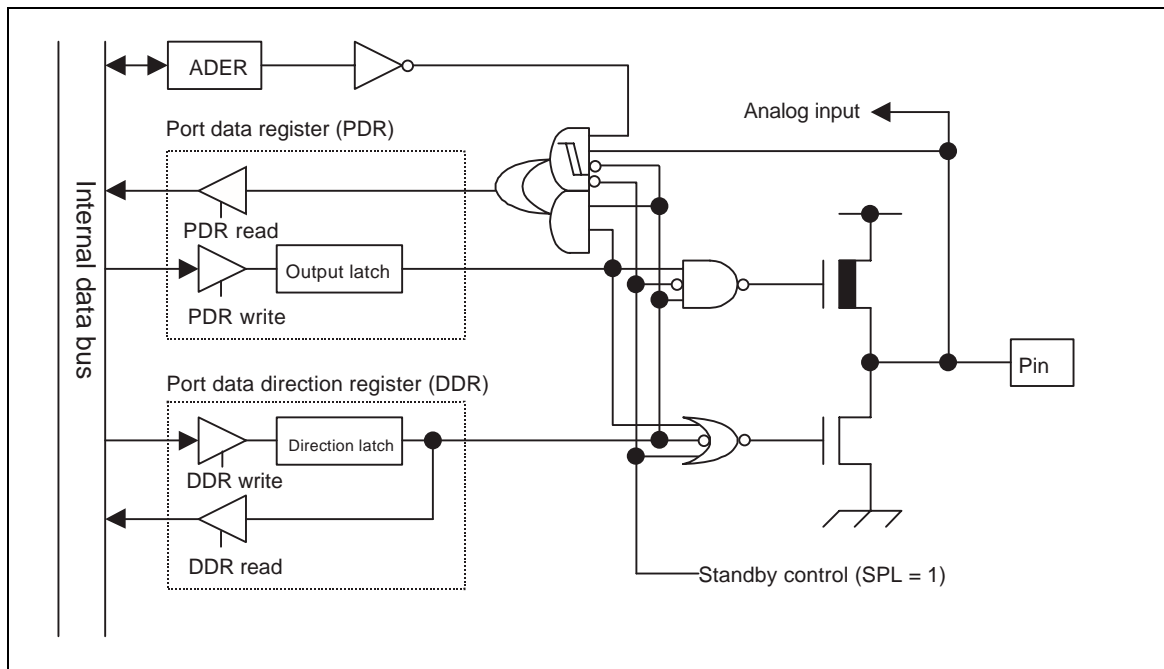 ADER
Analog input
Port data register (PDR)
Internal data bus
PDR read
Output latch
PDR write
Pin
Port data direction register (DDR)
Direction latch
DDR write
DDR read
Standby control (SPL = 1)